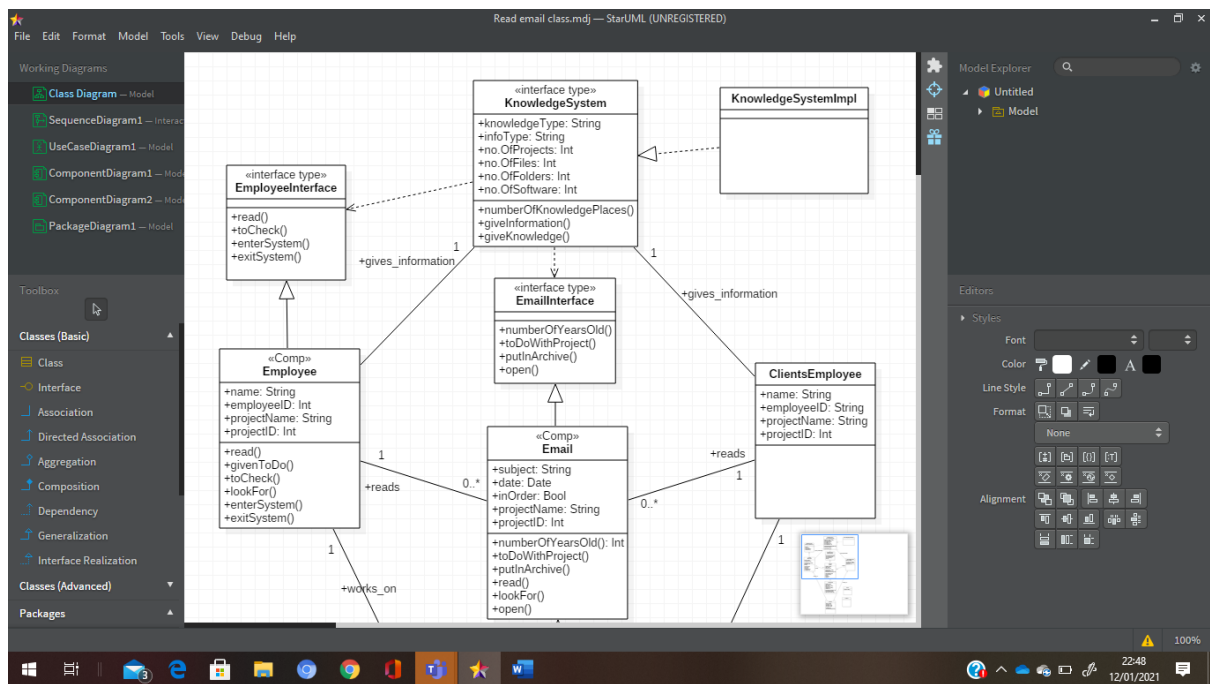 Read email class.mdj — StarUML (UNREGISTERED)
File Edit Format Model Tools View Debug Help
Working Diagrams
Class Diagram — Model
SequenceDiagram1 — Interac
UseCaseDiagram1 — Model
ComponentDiagram1 — Mode
ComponentDiagram2 — Mode
PackageDiagram1 — Model
Toolbox
Classes (Basic)
Class
Interface
Association
Directed Association
Aggregation
Composition
Dependency
Generalization
Interface Realization
Classes (Advanced)
Packages
«interface type»
KnowledgeSystem
+knowledgeType: String
+infoType: String
+no.OfProjects: Int
+no.OfFiles: Int
+no.OfFolders: Int
+no.OfSoftware: Int
+numberOfKnowledgePlaces()
+giveInformation()
+giveKnowledge()
KnowledgeSystemImpl
«interface type»
EmployeeInterface
+read()
+toCheck()
+enterSystem()
+exitSystem()
1
+gives_information
1
+gives_information
«interface type»
EmailInterface
+numberOfYearsOld()
+toDoWithProject()
+putInArchive()
+open()
«Comp»
Employee
+name: String
+employeeID: Int
+projectName: String
+projectID: Int
+read()
+givenToDo()
+toCheck()
+lookFor()
+enterSystem()
+exitSystem()
ClientsEmployee
+name: String
+employeeID: String
+projectName: String
+projectID: Int
«Comp»
Email
+subject: String
+date: Date
+inOrder: Bool
+projectName: String
+projectID: Int
+numberOfYearsOld(): Int
+toDoWithProject()
+putInArchive()
+read()
+lookFor()
+open()
1
+reads
0..*
+reads
1
0..*
1
+works_on
1
Model Explorer
Untitled
Model
Editors
Styles
Font
Color
A
Line Style
Format
None
Alignment
100%
3
22:48
12/01/2021